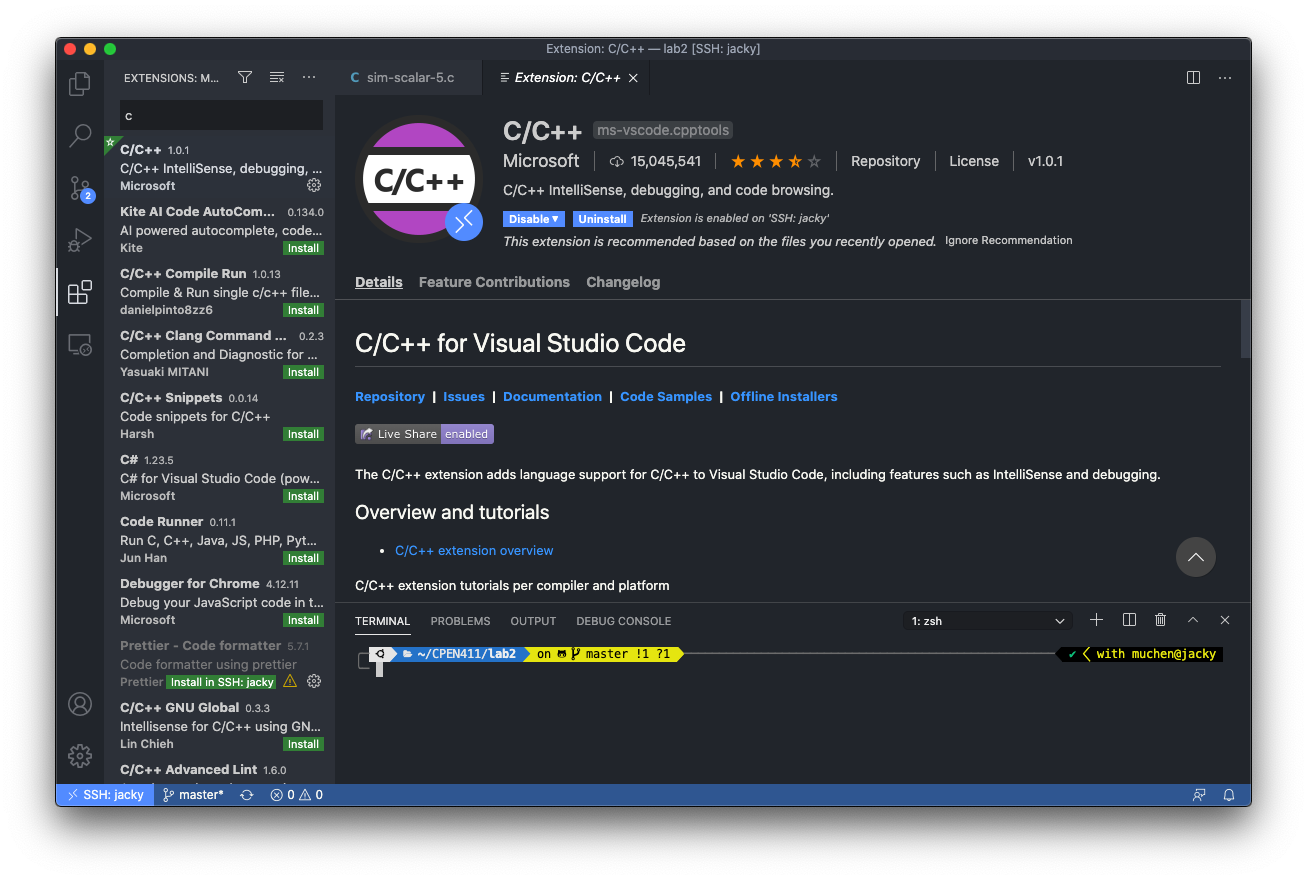 Extension: C/C++ — lab2 [SSH: jacky]
EXTENSIONS: M...
c
C/C++ 1.0.1
C/C++ IntelliSense, debugging, ...
Microsoft
Kite AI Code AutoCom... 0.134.0
AI powered autocomplete, code...
Kite Install
C/C++ Compile Run 1.0.13
Compile & Run single c/c++ file...
danielpinto8zz6 Install
C/C++ Clang Command ... 0.2.3
Completion and Diagnostic for ...
Yasuaki MITANI Install
C/C++ Snippets 0.0.14
Code snippets for C/C++
Harsh Install
C# 1.23.5
C# for Visual Studio Code (pow...
Microsoft Install
Code Runner 0.11.1
Run C, C++, Java, JS, PHP, Pyt...
Jun Han Install
Debugger for Chrome 4.12.11
Debug your JavaScript code in t...
Microsoft Install
Prettier - Code formatter 5.7.1
Code formatter using prettier
Prettier Install in SSH: jacky
C/C++ GNU Global 0.3.3
Intellisense for C/C++ using GN...
Lin Chieh Install
C/C++ Advanced Lint 1.6.0
2
C sim-scalar-5.c
Extension: C/C++
C/C++
C/C++ ms-vscode.cpptools
Microsoft 15,045,541 Repository License v1.0.1
C/C++ IntelliSense, debugging, and code browsing.
Disable Uninstall Extension is enabled on 'SSH: jacky'
This extension is recommended based on the files you recently opened. Ignore Recommendation
Details Feature Contributions Changelog
C/C++ for Visual Studio Code
Repository | Issues | Documentation | Code Samples | Offline Installers
Live Share enabled
The C/C++ extension adds language support for C/C++ to Visual Studio Code, including features such as IntelliSense and debugging.
Overview and tutorials
• C/C++ extension overview
C/C++ extension tutorials per compiler and platform
TERMINAL PROBLEMS OUTPUT DEBUG CONSOLE 1: zsh
~/CPEN411/lab2 on master !1 ?1 ✔ with muchen@jacky
SSH: jacky master* 0 0